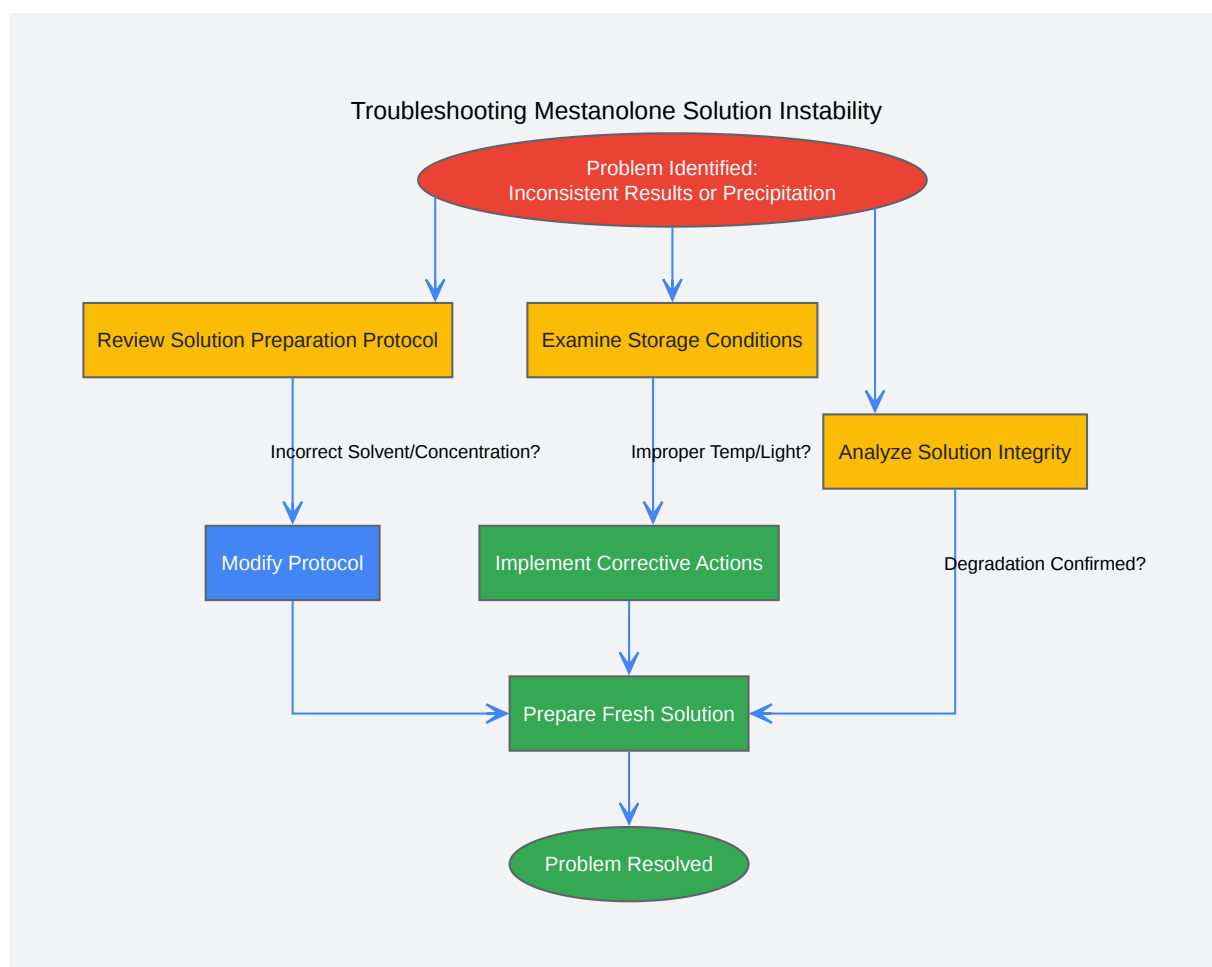 Troubleshooting Mestanolone Solution Instability
Problem Identified:
Inconsistent Results or Precipitation
Review Solution Preparation Protocol
Examine Storage Conditions
Incorrect Solvent/Concentration?
Improper Temp/Light?
Analyze Solution Integrity
Modify Protocol
Implement Corrective Actions
Degradation Confirmed?
Prepare Fresh Solution
Problem Resolved